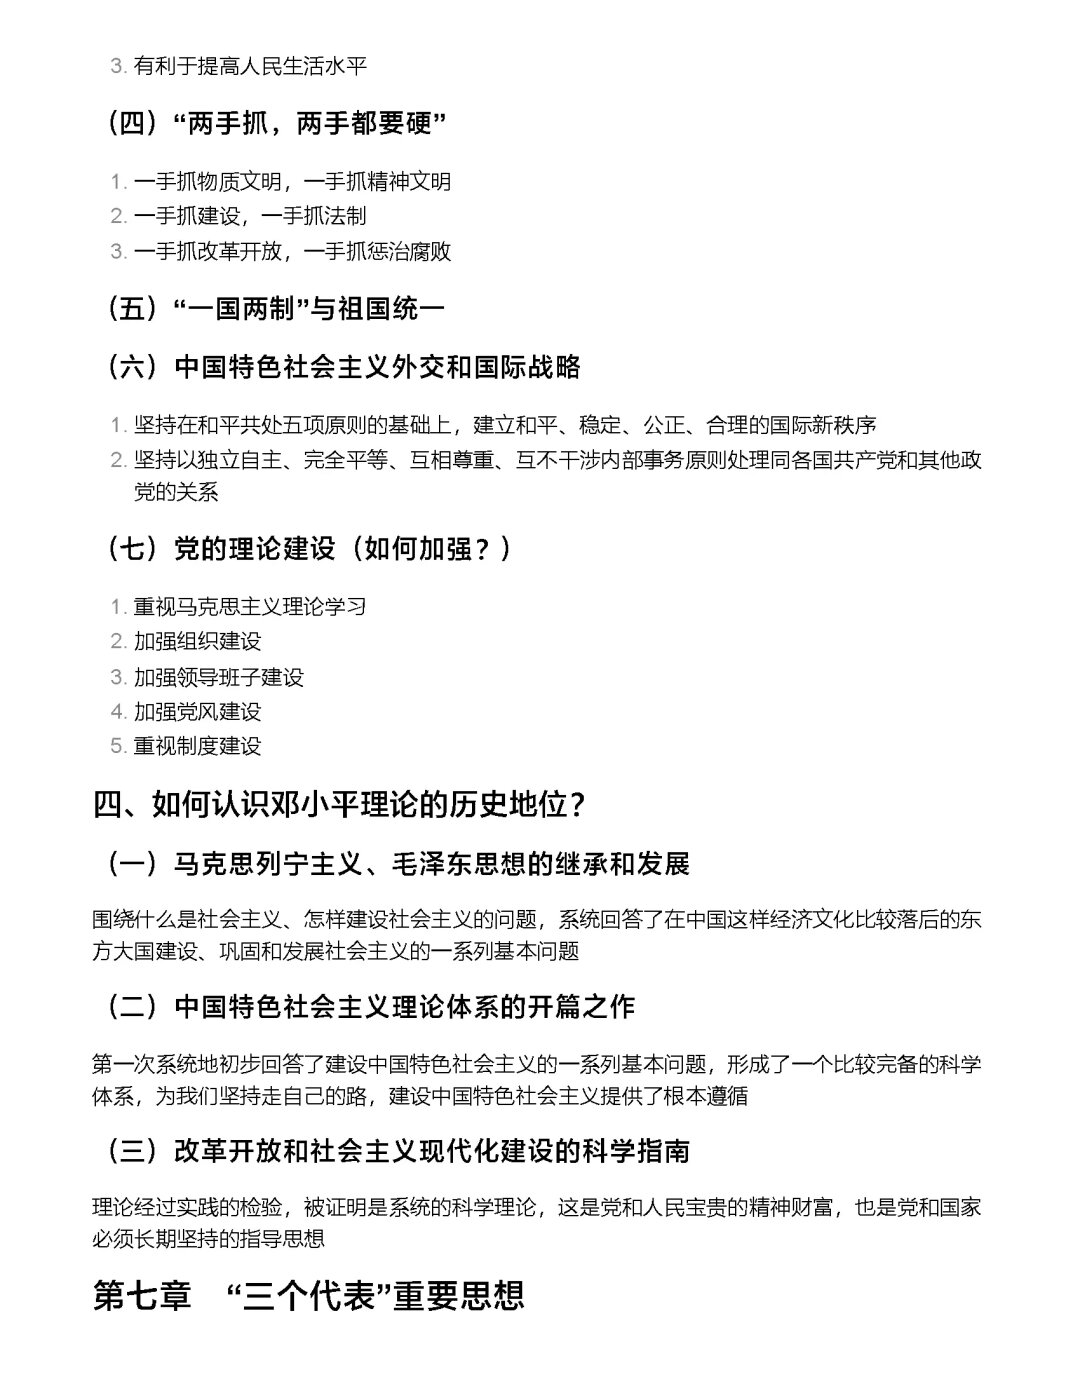 3. 有利于提高人民生活水平
（四）“两手抓，两手都要硬”
1. 一手抓物质文明，一手抓精神文明
2. 一手抓建设，一手抓法制
3. 一手抓改革开放，一手抓惩治腐败
（五）“一国两制”与祖国统一
（六）中国特色社会主义外交和国际战略
1. 坚持在和平共处五项原则的基础上，建立和平、稳定、公正、合理的国际新秩序
2. 坚持以独立自主、完全平等、互相尊重、互不干涉内部事务原则处理同各国共产党和其他政
党的关系
（七）党的理论建设（如何加强？）
1. 重视马克思主义理论学习
2. 加强组织建设
3. 加强领导班子建设
4. 加强党风建设
5. 重视制度建设
四、如何认识邓小平理论的历史地位？
（一）马克思列宁主义、毛泽东思想的继承和发展
围绕什么是社会主义、怎样建设社会主义的问题，系统回答了在中国这样经济文化比较落后的东
方大国建设、巩固和发展社会主义的一系列基本问题
（二）中国特色社会主义理论体系的开篇之作
第一次系统地初步回答了建设中国特色社会主义的一系列基本问题，形成了一个比较完备的科学
体系，为我们坚持走自己的路，建设中国特色社会主义提供了根本遵循
（三）改革开放和社会主义现代化建设的科学指南
理论经过实践的检验，被证明是系统的科学理论，这是党和人民宝贵的精神财富，也是党和国家
必须长期坚持的指导思想
第七章　“三个代表”重要思想